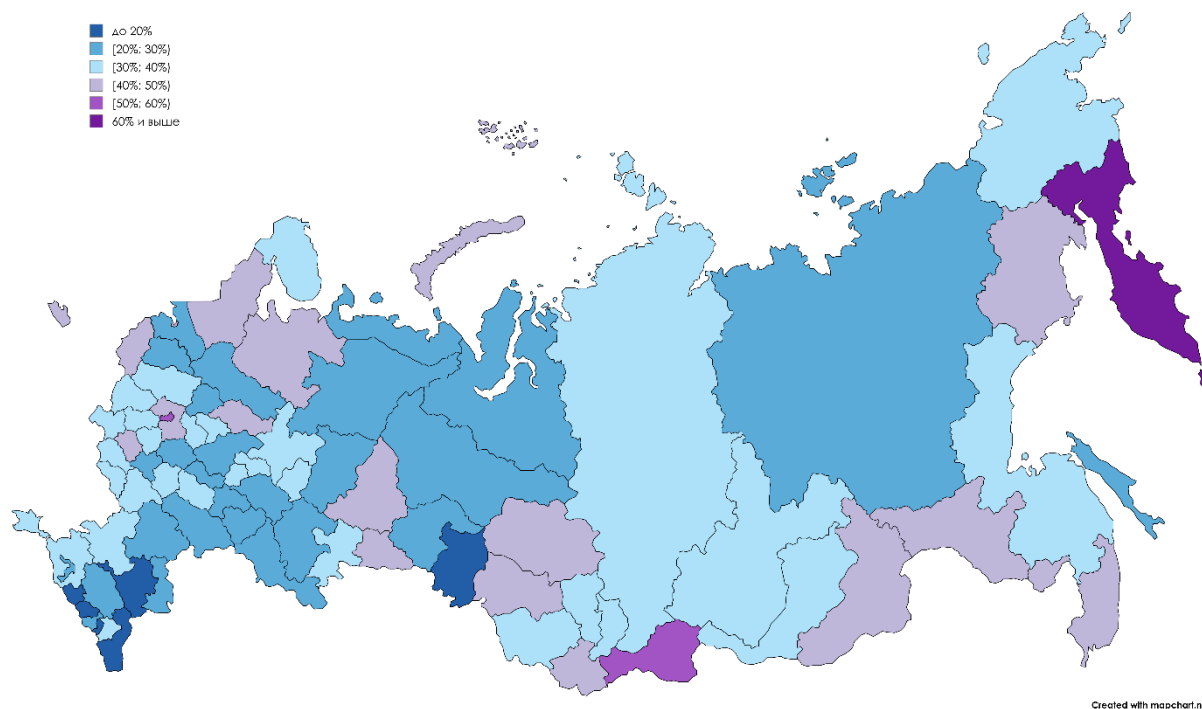 до 20%
[20%; 30%)
[30%; 40%)
[40%; 50%)
[50%; 60%)
60% и выше
Created with mapchart.n